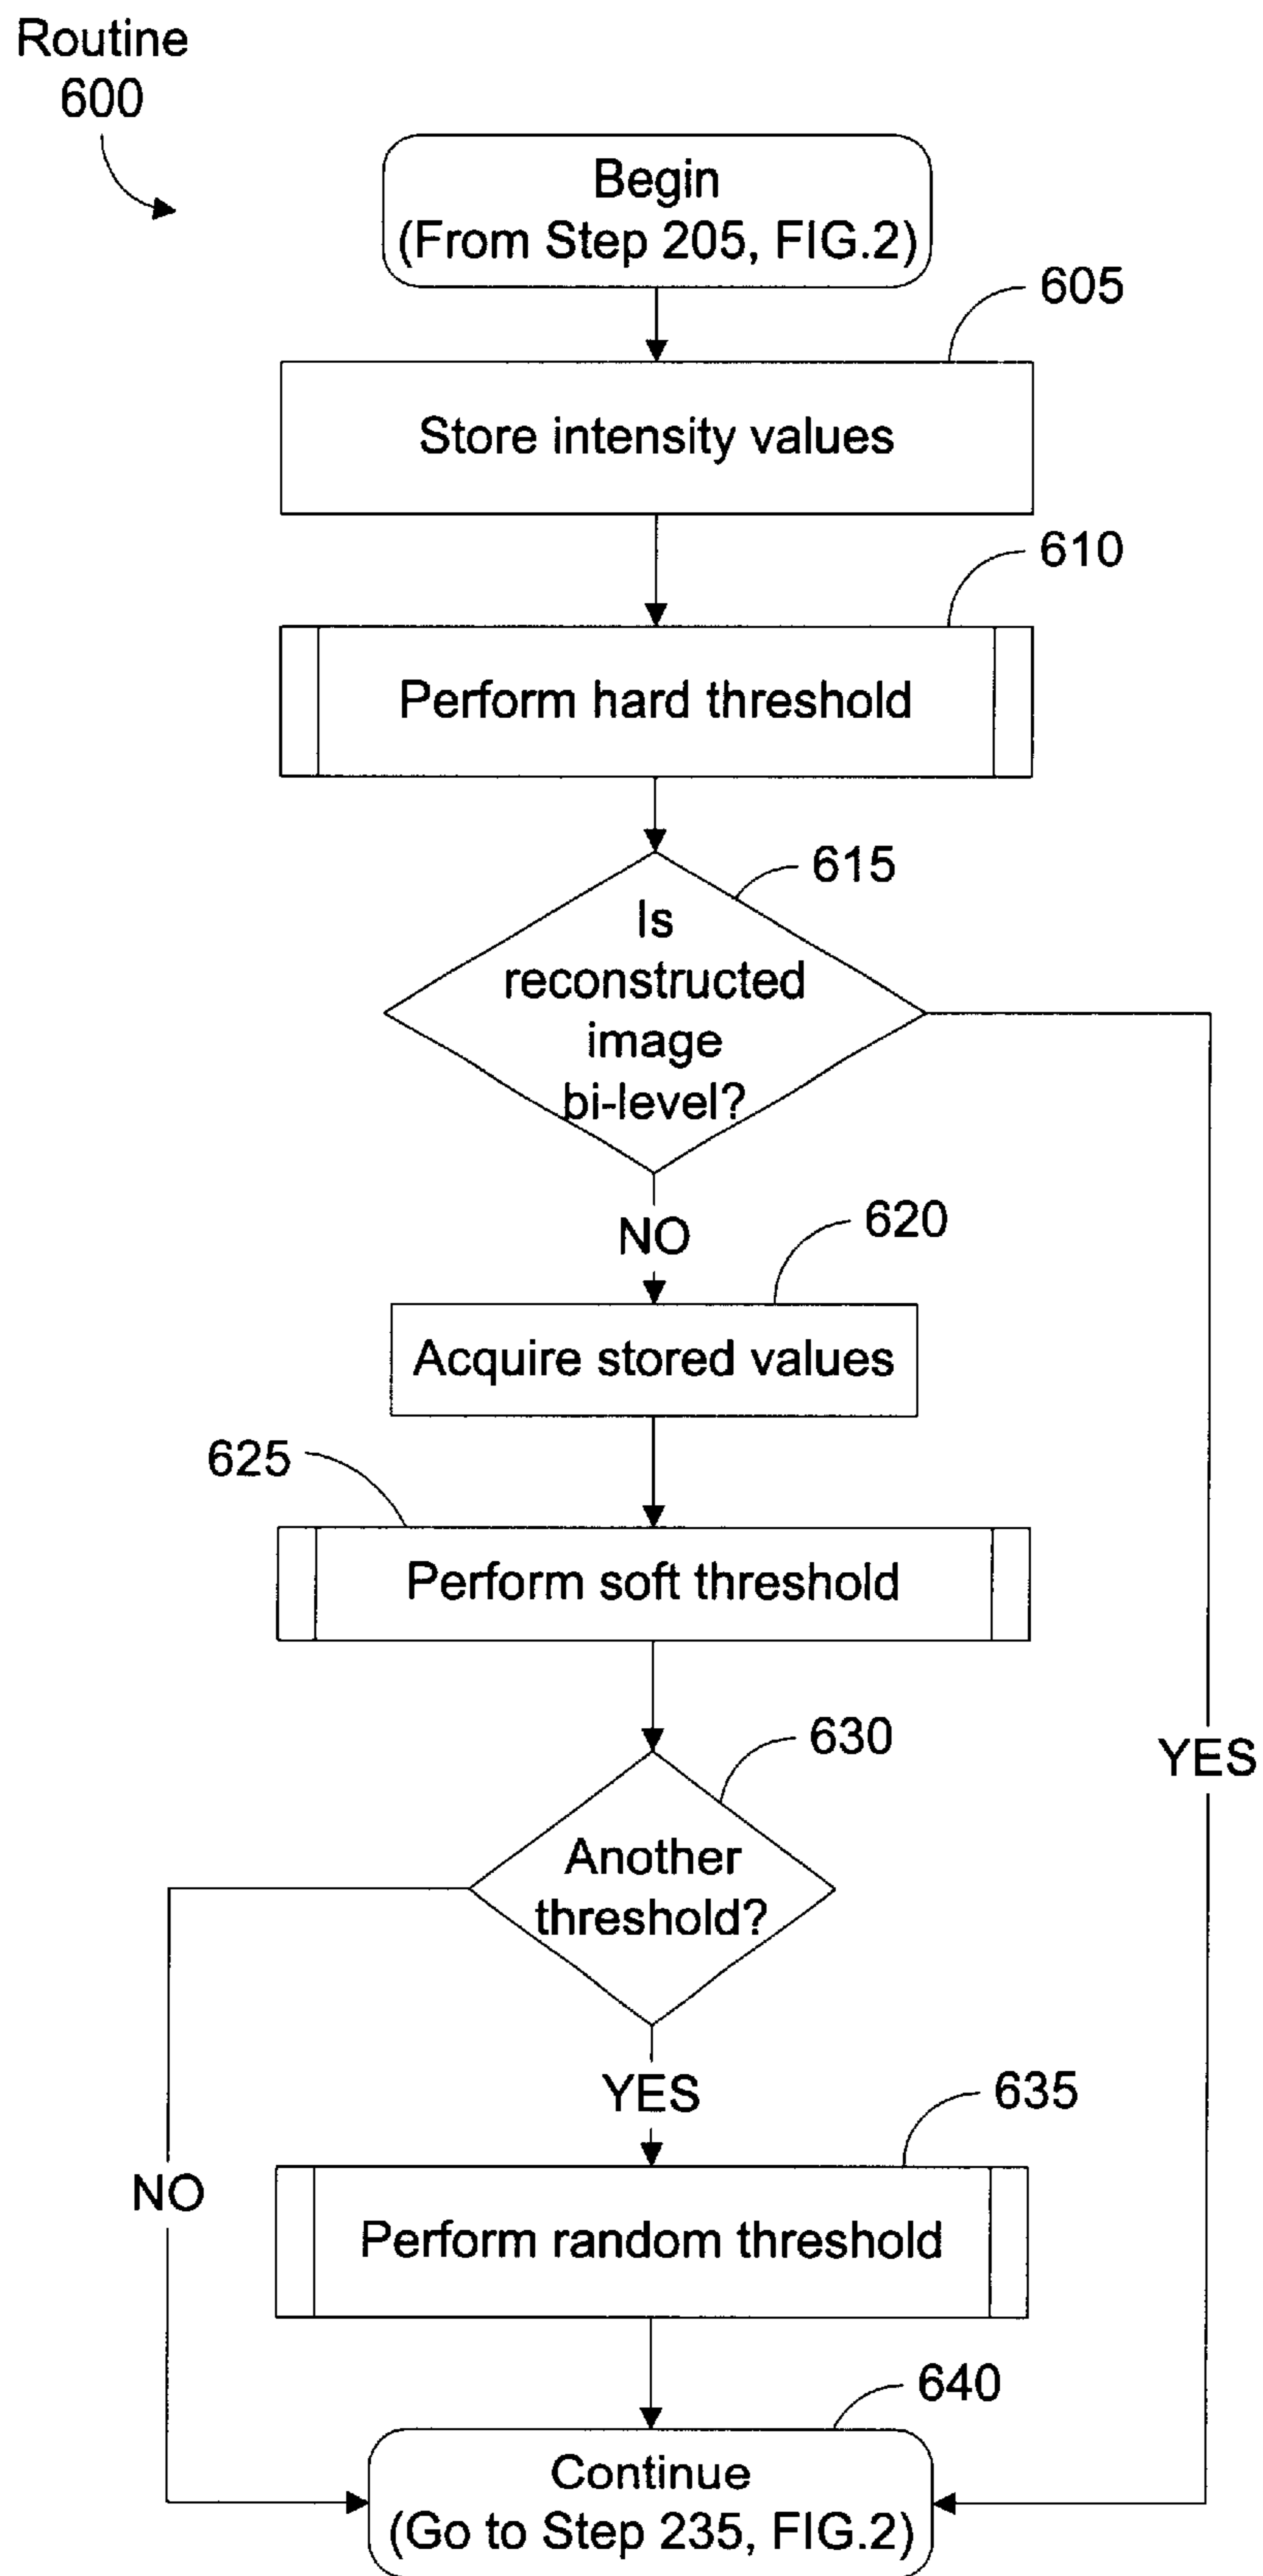 Routine
600
Begin
(From Step 205, FIG.2)
605
Store intensity values
610
Perform hard threshold
615
Is
reconstructed
image
bi-level?
NO
620
Acquire stored values
625
Perform soft threshold
630
YES
Another
threshold?
YES
635
NO
Perform random threshold
640
Continue
(Go to Step 235, FIG.2)